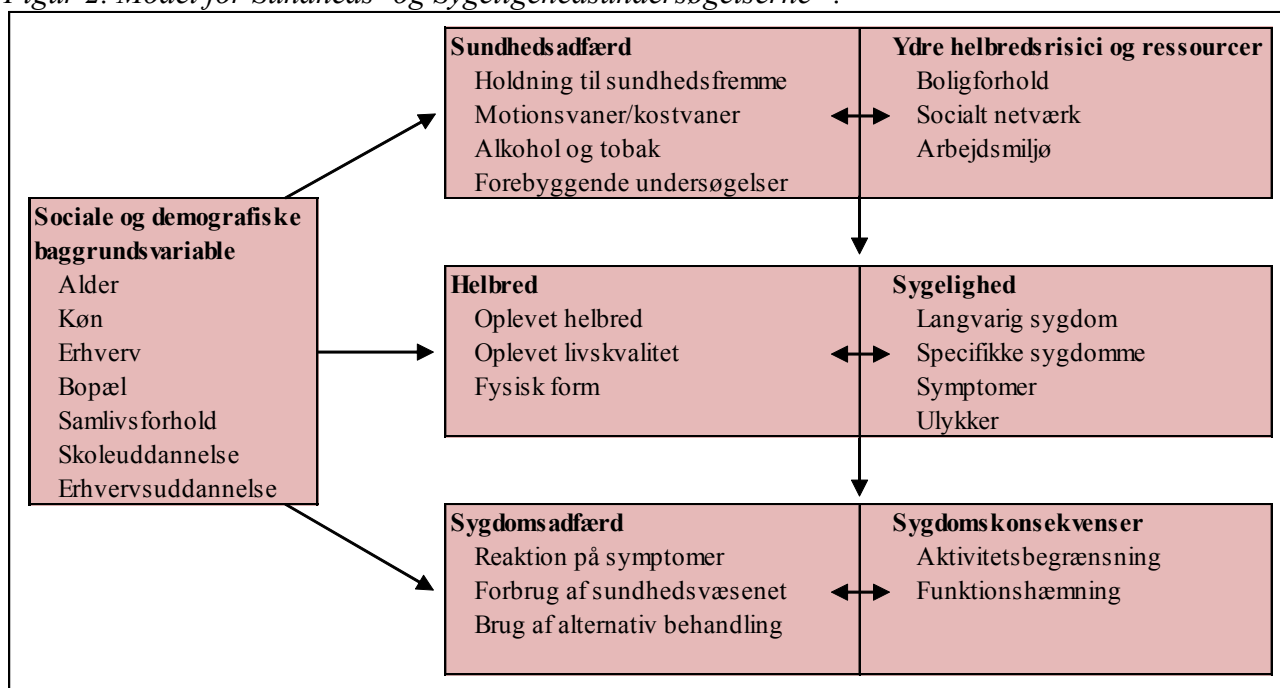 Figur 2. Model for Sundheds- og Sygelighedsundersøgelserne
Sundhedsadfærd
Holdning til sundhedsfremme
Motionsvaner/kostvaner
Alkohol og tobak
Forebyggende undersøgelser
Ydre helbredsrisici og ressourcer
Boligforhold
Socialt netværk
Arbejdsmiljø
Sociale og demografiske
baggrundsvariable
Alder
Køn
Erhverv
Bopæl
Samlivsforhold
Skoleuddannelse
Erhvervsuddannelse
Helbred
Oplevet helbred
Oplevet livskvalitet
Fysisk form
Sygelighed
Langvarig sygdom
Specifikke sygdomme
Symptomer
Ulykker
Sygdomsadfærd
Reaktion på symptomer
Forbrug af sundhedsvæsenet
Brug af alternativ behandling
Sygdomskonsekvenser
Aktivitetsbegrænsning
Funktionshæmning